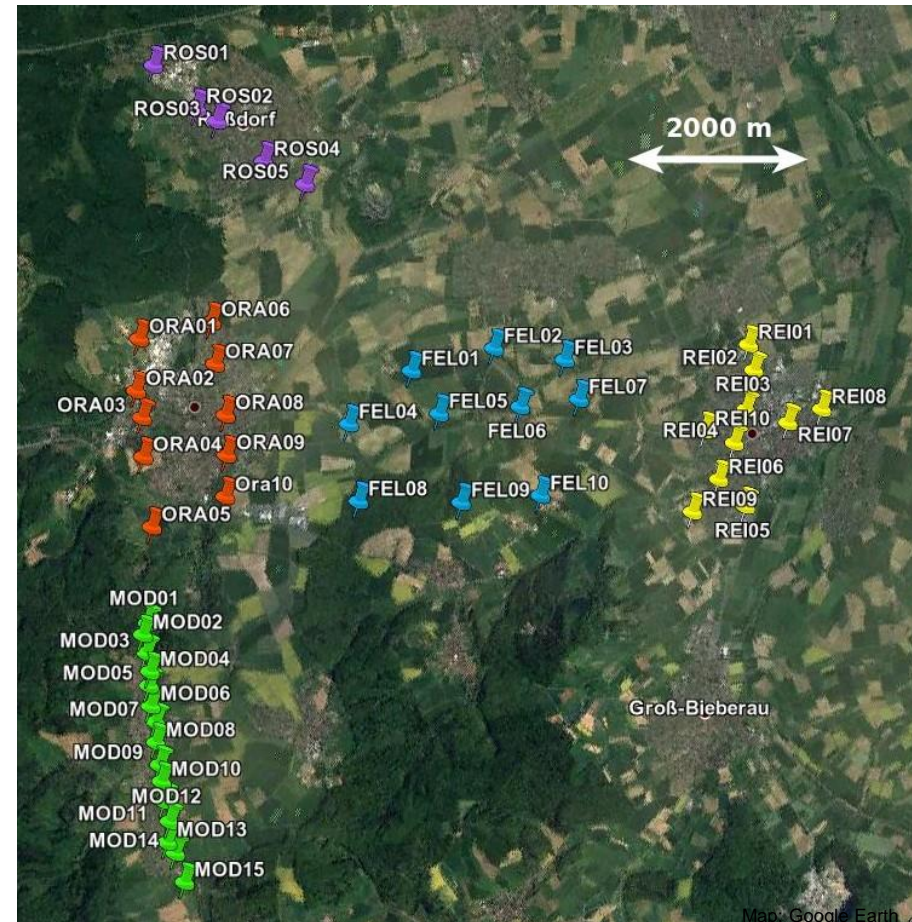 ROS01
ROS02
ROS03
ßdorf
2000 m
ROS04
ROS05
ORA06
ORA01
REI01
FEL02
FEL03
ORA07
FEL01
REI02
ORA02
REI03
FEL07
REI08
ORA03
ORA08
FEL05
FEL04
REI10
FEL06
REI04
REI07
ORA04
ORA09
REI06
Ora10
FEL08
FEL09
FEL10
REI09
ORA05
REI05
MOD01
MOD02
MOD03
MOD04
MOD05
MOD06
MOD07
Groß-Bieberau
MOD08
MOD09
MOD10
MOD12
MOD11
MOD13
MOD14
MOD15
Map: Google Earth